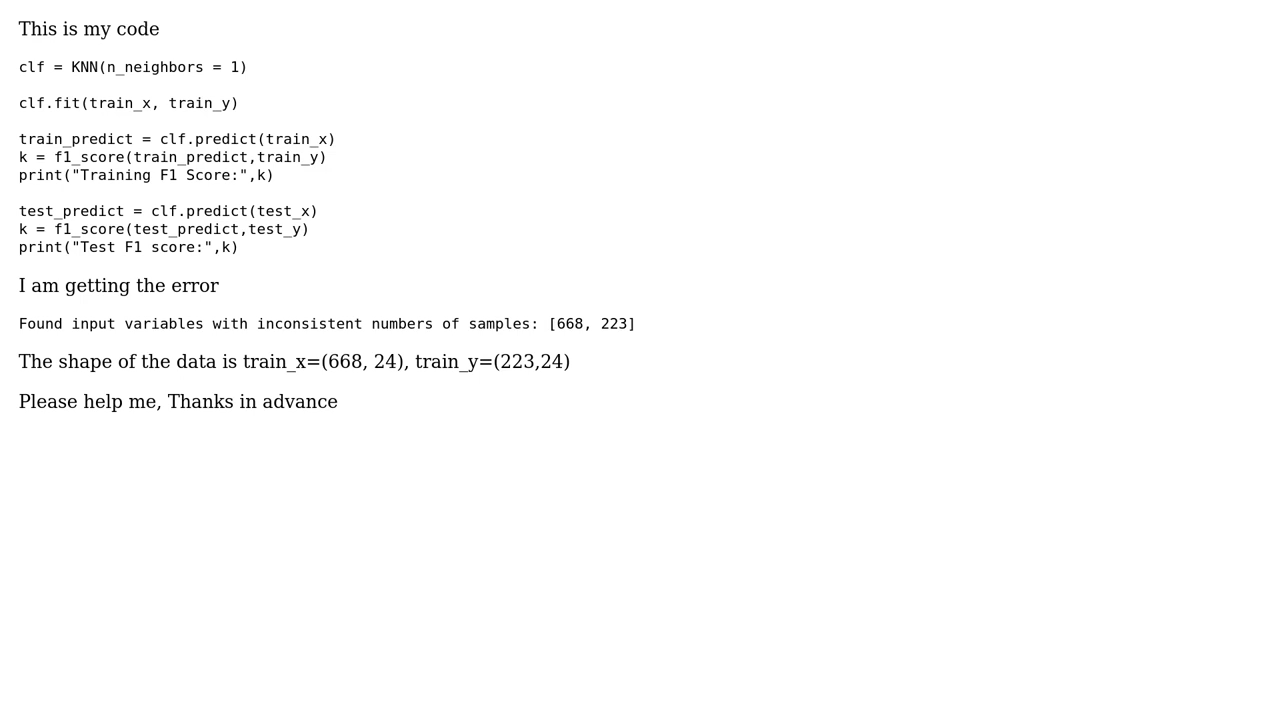 This is my code
clf = KNN(n_neighbors = 1)
clf.fit(train_x, train_y)
train_predict = clf.predict(train_x)
k = f1_score(train_predict,train_y)
print("Training F1 Score:",k)
test_predict = clf.predict(test_x)
k = f1_score(test_predict,test_y)
print("Test F1 score:",k)
I am getting the error
Found input variables with inconsistent numbers of samples: [668, 223]
The shape of the data is train_x=(668, 24), train_y=(223,24)
Please help me, Thanks in advance